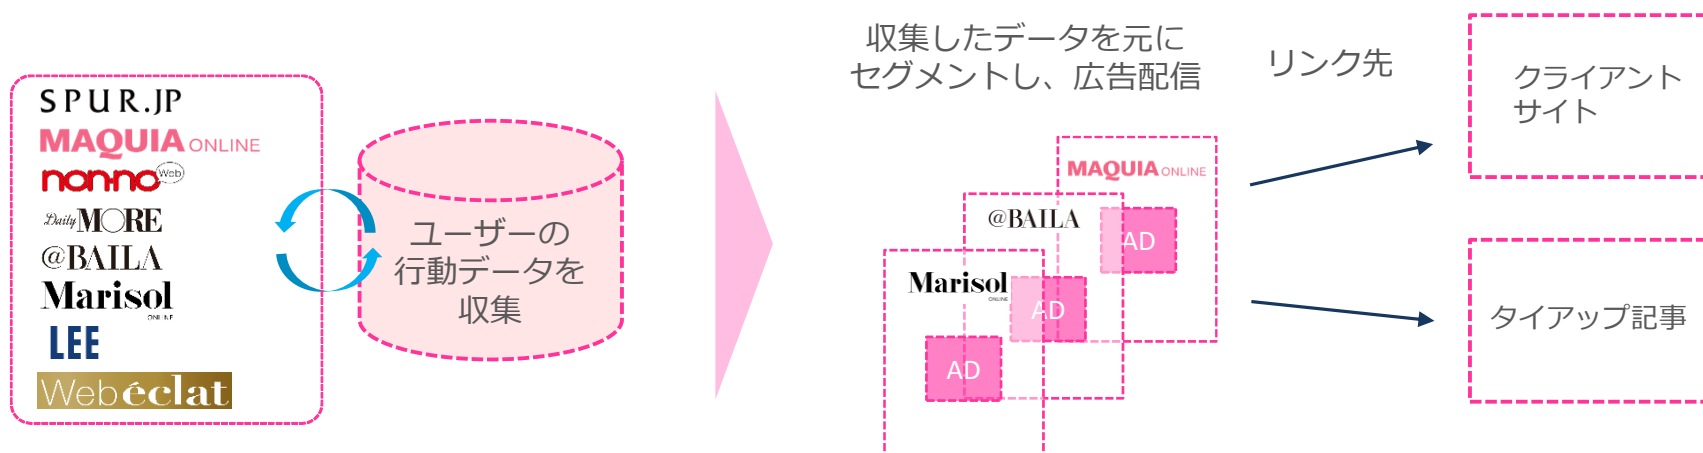 SPUR.JP
MAQUIA ONLINE
non-no Web
Daily MORE
@BAILA
Marisol
ONLINE
LEE
Webéclat
ユーザーの
行動データを
収集
収集したデータを元に
セグメントし、広告配信
MAQUIA ONLINE
AD
@BAILA
AD
Marisol
ONLINE
AD
リンク先
クライアント
サイト
タイアップ記事